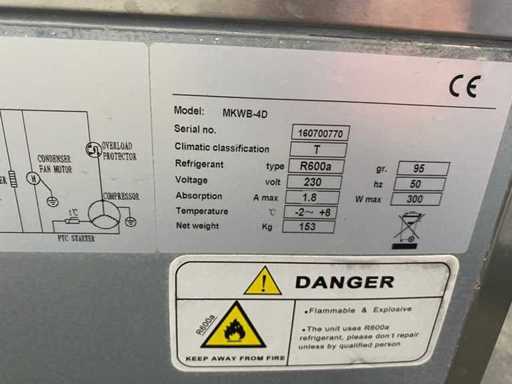 CE
Model: MKWB-4D
Serial no. 160700770
Climatic classification T
Refrigerant type R600a gr. 95
Voltage volt 230 hz 50
Absorption A max 1.8 W max 300
Temperature ℃ -2～ +8
Net weight Kg 153
OVERLOAD
PROTECTOR
CONDENSER
FAN MOTOR
M
COMPRESSOR
t℃
PTC STARTER
! DANGER
R600a
KEEP AWAY FROM FIRE
•Flammable & Explosive
•The unit uses R600a
refrigerant, please don't repair
unless by qualified person